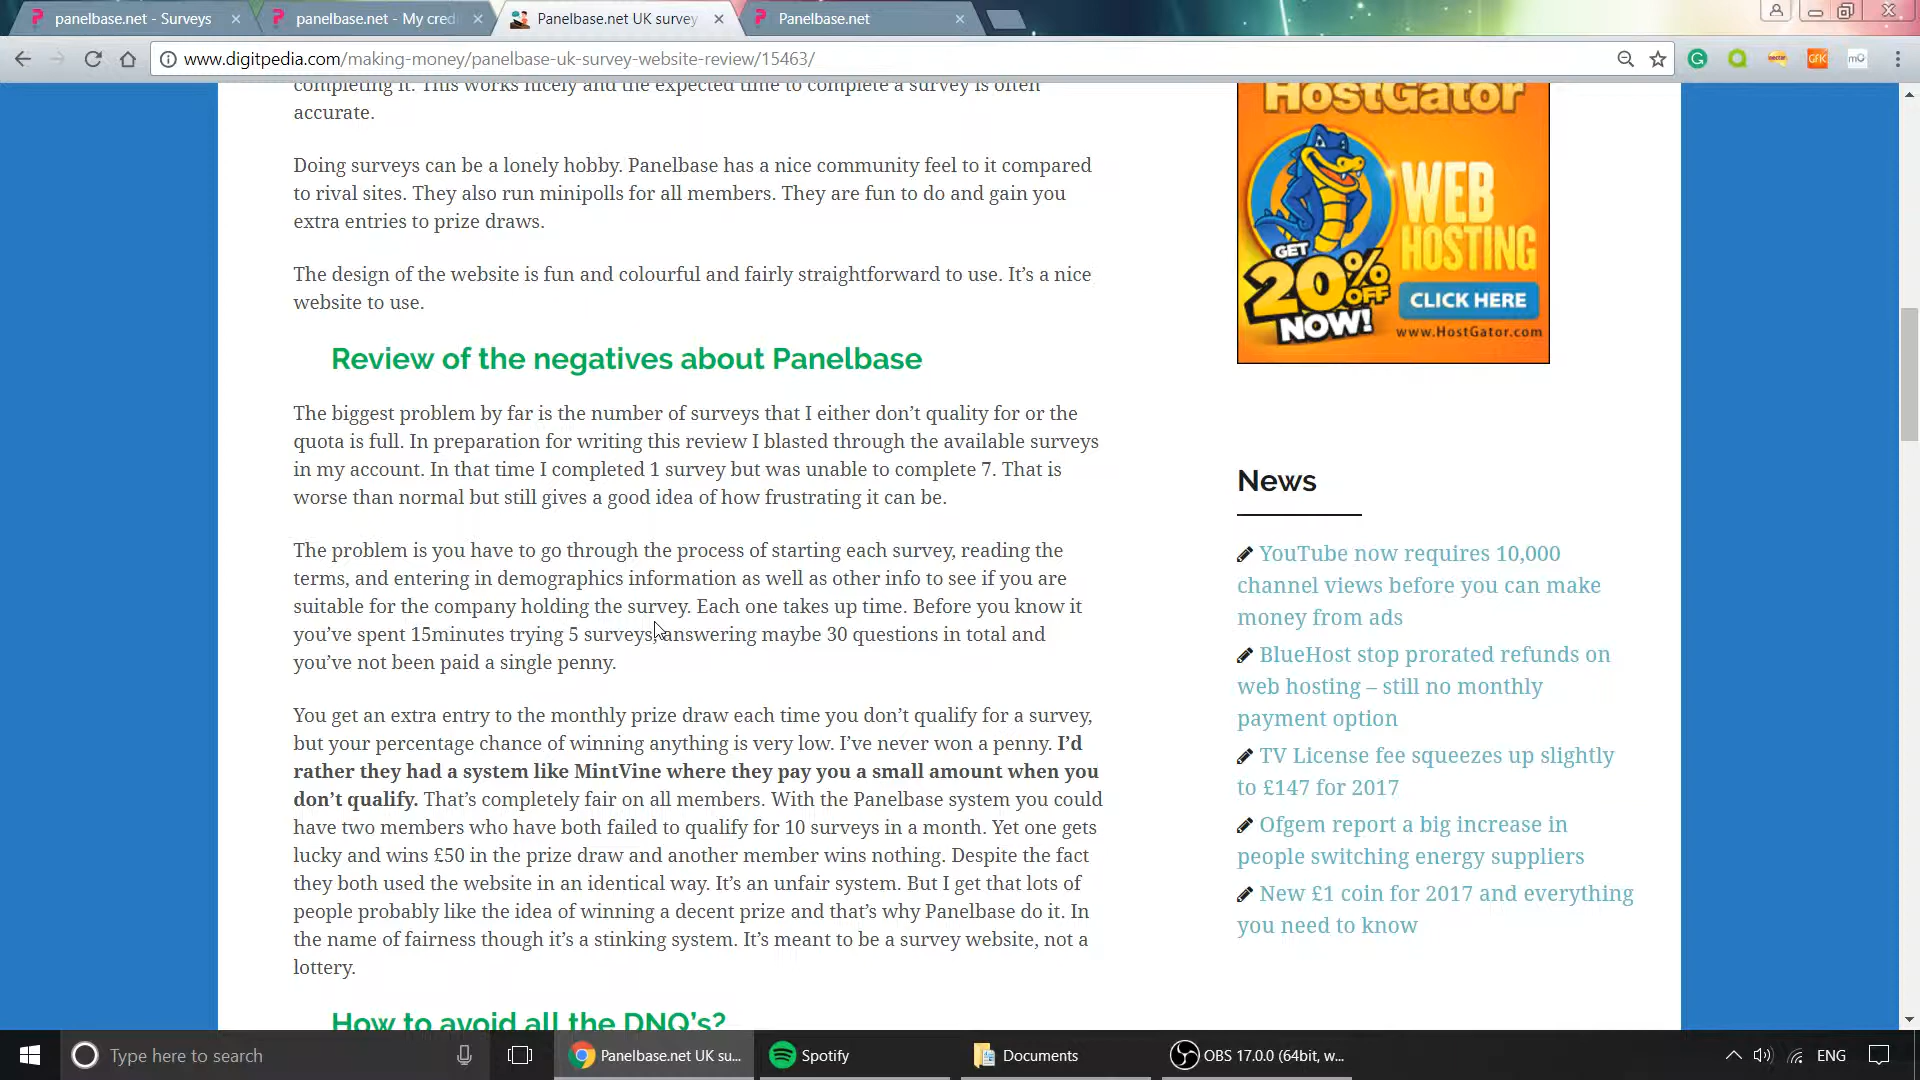 panelbase.net - Surveys
panelbase.net - My cred
Panelbase.net UK survey
Panelbase.net
www.digitpedia.com/making-money/panelbase-uk-survey-website-review/15463/
completing it. This works nicely and the expected time to complete a survey is often
accurate.
Doing surveys can be a lonely hobby. Panelbase has a nice community feel to it compared
to rival sites. They also run minipolls for all members. They are fun to do and gain you
extra entries to prize draws.
The design of the website is fun and colourful and fairly straightforward to use. It's a nice
website to use.
Review of the negatives about Panelbase
The biggest problem by far is the number of surveys that I either don't quality for or the
quota is full. In preparation for writing this review I blasted through the available surveys
in my account. In that time I completed 1 survey but was unable to complete 7. That is
worse than normal but still gives a good idea of how frustrating it can be.
The problem is you have to go through the process of starting each survey, reading the
terms, and entering in demographics information as well as other info to see if you are
suitable for the company holding the survey. Each one takes up time. Before you know it
you've spent 15minutes trying 5 surveys, answering maybe 30 questions in total and
you've not been paid a single penny.
You get an extra entry to the monthly prize draw each time you don't qualify for a survey,
but your percentage chance of winning anything is very low. I've never won a penny. I'd
rather they had a system like MintVine where they pay you a small amount when you
don't qualify. That's completely fair on all members. With the Panelbase system you could
have two members who have both failed to qualify for 10 surveys in a month. Yet one gets
lucky and wins £50 in the prize draw and another member wins nothing. Despite the fact
they both used the website in an identical way. It's an unfair system. But I get that lots of
people probably like the idea of winning a decent prize and that's why Panelbase do it. In
the name of fairness though it's a stinking system. It's meant to be a survey website, not a
lottery.
How to avoid all the DNQ's?
HostGator
WEB
HOSTING
GET
20% OFF
NOW!
CLICK HERE
www.HostGator.com
News
YouTube now requires 10,000
channel views before you can make
money from ads
BlueHost stop prorated refunds on
web hosting – still no monthly
payment option
TV License fee squeezes up slightly
to £147 for 2017
Ofgem report a big increase in
people switching energy suppliers
New £1 coin for 2017 and everything
you need to know
Type here to search
Panelbase.net UK su...
Spotify
Documents
OBS 17.0.0 (64bit, w...
ENG